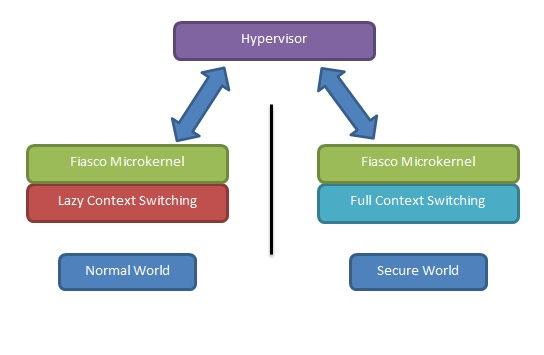 Hypervisor
Fiasco Microkernel
Lazy Context Switching
Normal World
Fiasco Microkernel
Full Context Switching
Secure World